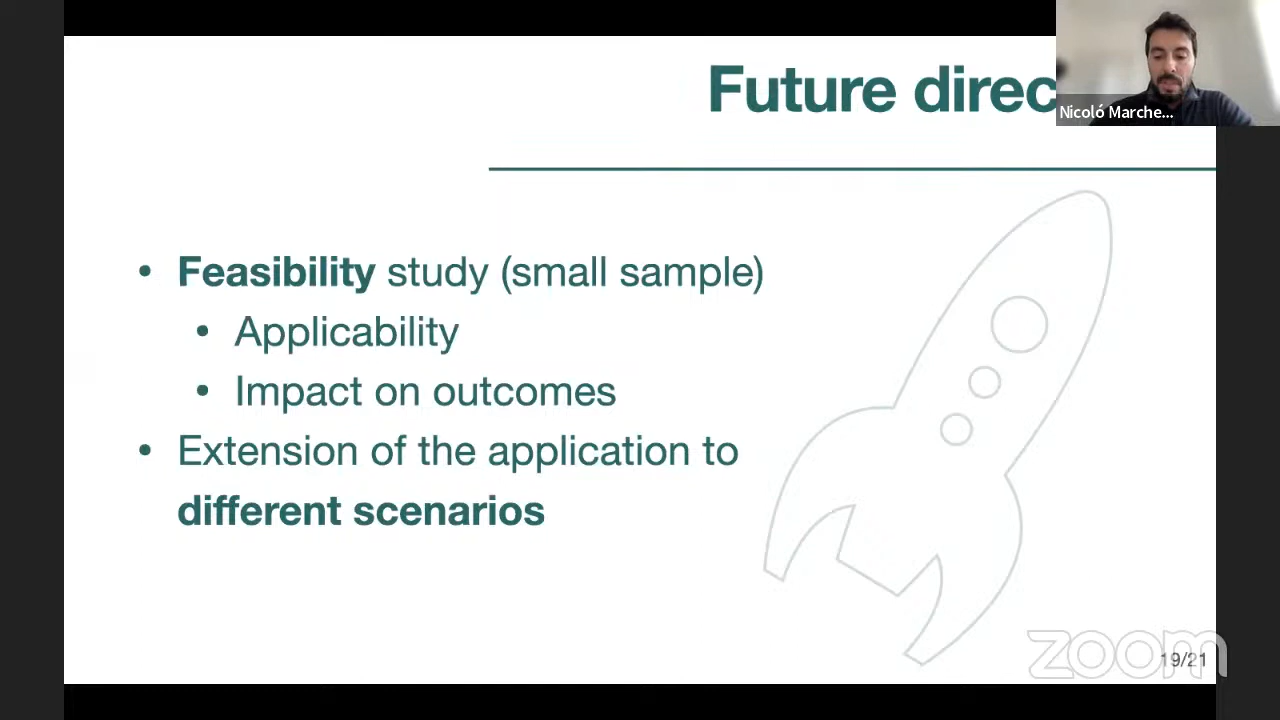 Future direc
Nicoló Marche...
• Feasibility study (small sample)
• Applicability
• Impact on outcomes
• Extension of the application to
different scenarios
zoom
19/21